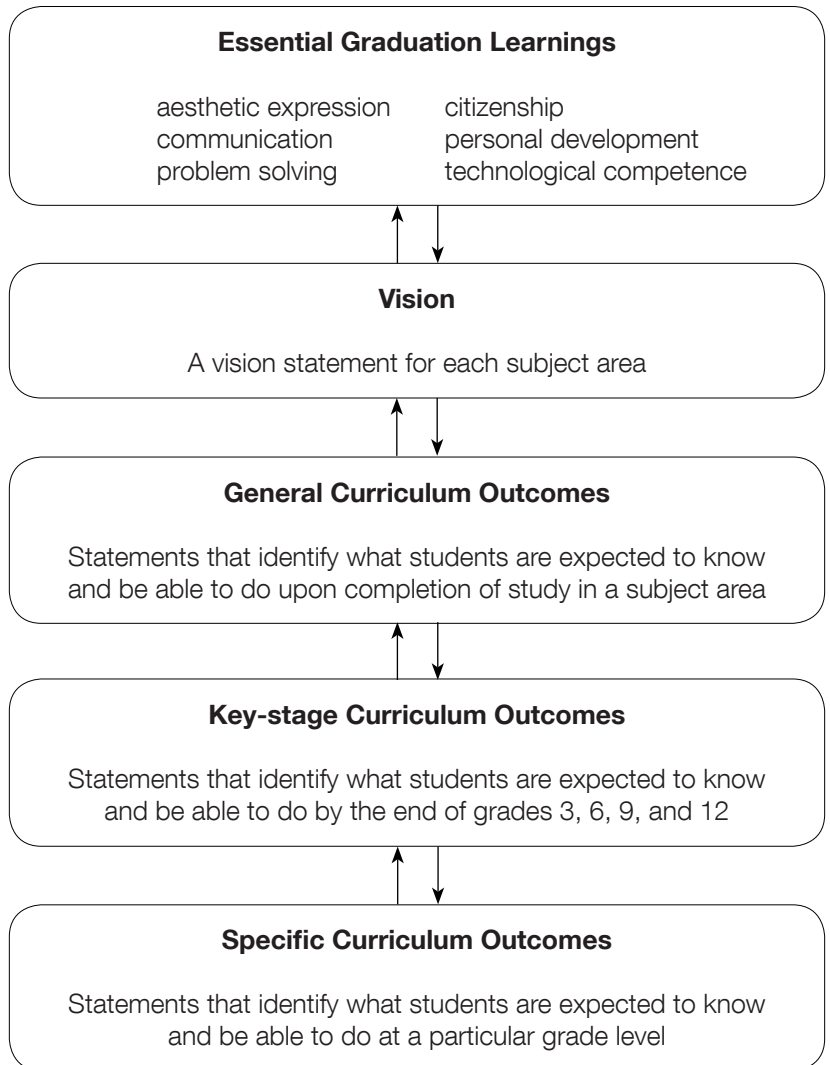 Essential Graduation Learnings
aesthetic expression
communication
problem solving
citizenship
personal development
technological competence
Vision
A vision statement for each subject area
General Curriculum Outcomes
Statements that identify what students are expected to know
and be able to do upon completion of study in a subject area
Key-stage Curriculum Outcomes
Statements that identify what students are expected to know
and be able to do by the end of grades 3, 6, 9, and 12
Specific Curriculum Outcomes
Statements that identify what students are expected to know
and be able to do at a particular grade level